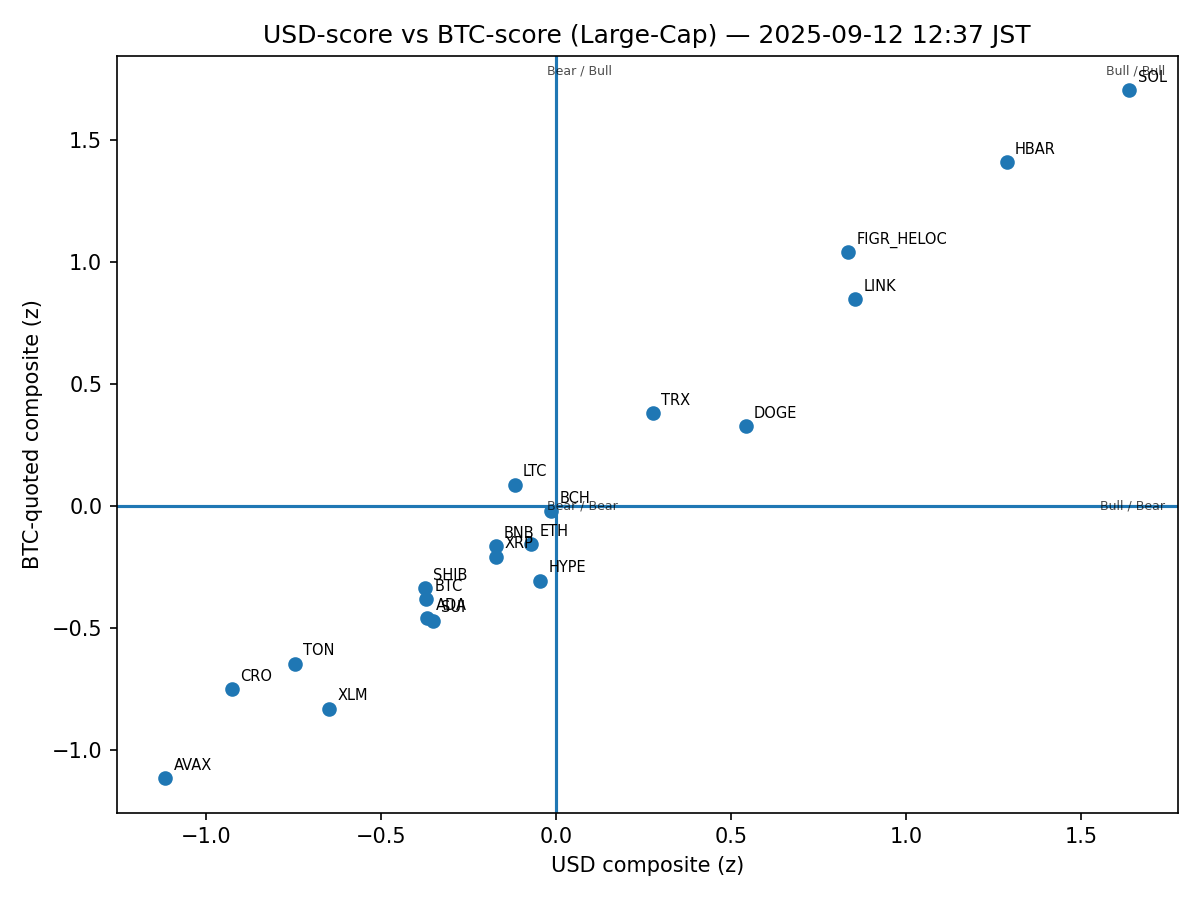 USD-score vs BTC-score (Large-Cap) — 2025-09-12 12:37 JST
Bear / Bull
Bull / Bull
SOL
HBAR
FIGR_HELOC
LINK
TRX
DOGE
LTC
BCH
Bear / Bear
Bull / Bear
BNB
ETH
XRP
HYPE
SHIB
BTC
ADA
SUI
TON
CRO
XLM
AVAX
1.5
1.0
0.5
0.0
−0.5
−1.0
BTC-quoted composite (z)
−1.0
−0.5
0.0
0.5
1.0
1.5
USD composite (z)